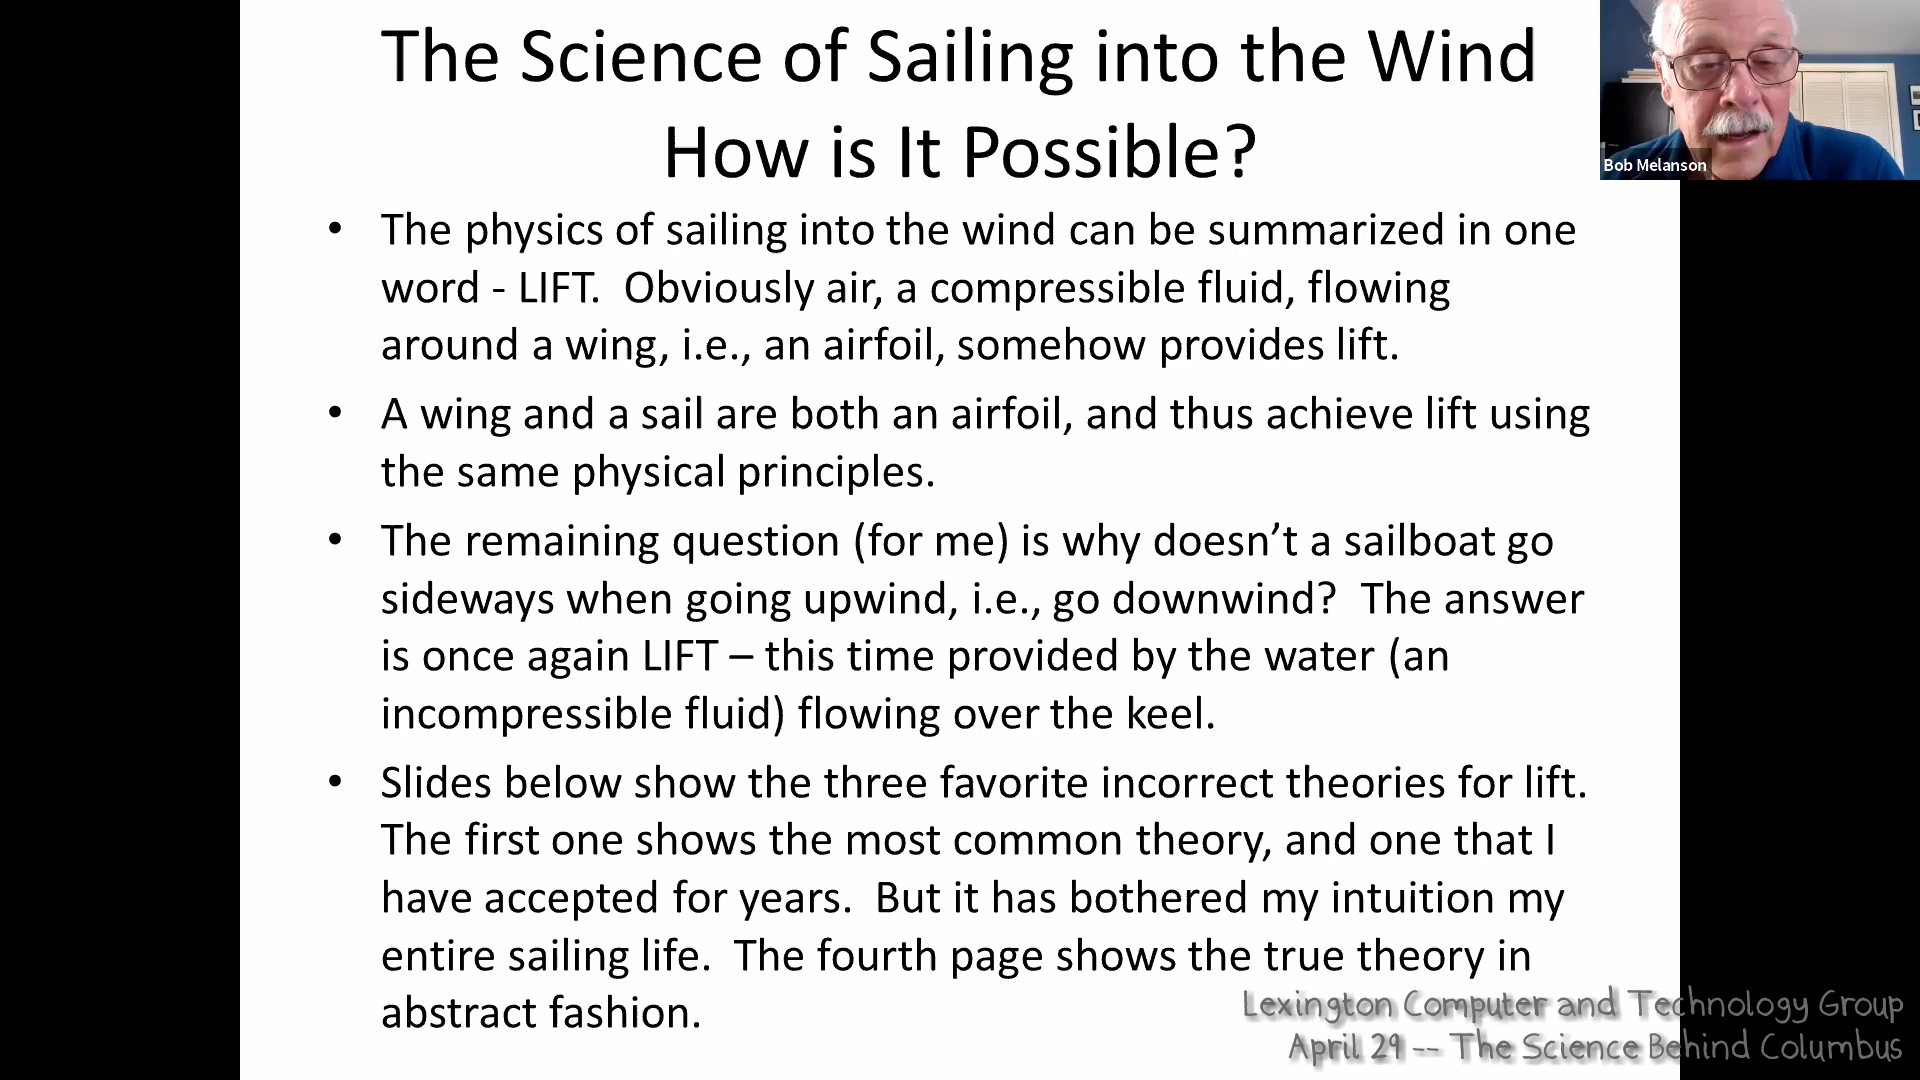 The Science of Sailing into the Wind
How is It Possible?
Bob Melanson
• The physics of sailing into the wind can be summarized in one
word - LIFT.  Obviously air, a compressible fluid, flowing
around a wing, i.e., an airfoil, somehow provides lift.
• A wing and a sail are both an airfoil, and thus achieve lift using
the same physical principles.
• The remaining question (for me) is why doesn’t a sailboat go
sideways when going upwind, i.e., go downwind?  The answer
is once again LIFT – this time provided by the water (an
incompressible fluid) flowing over the keel.
• Slides below show the three favorite incorrect theories for lift.
The first one shows the most common theory, and one that I
have accepted for years.  But it has bothered my intuition my
entire sailing life.  The fourth page shows the true theory in
abstract fashion.
Lexington Computer and Technology Group
April 29 -- The Science Behind Columbus